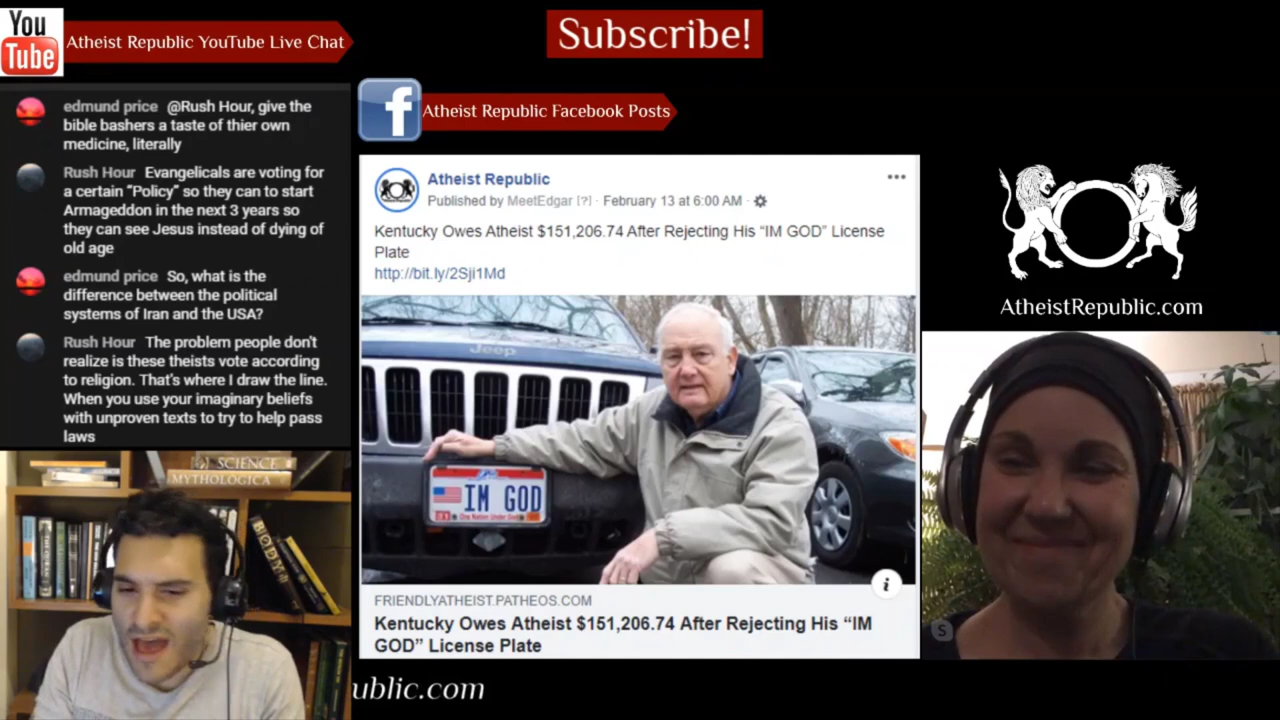 You
Tube
Atheist Republic YouTube Live Chat
Subscribe!
edmund price @Rush Hour, give the
bible bashers a taste of thier own
medicine, literally
Rush Hour Evangelicals are voting for
a certain "Policy" so they can to start
Armageddon in the next 3 years so
they can see Jesus instead of dying of
old age
edmund price So, what is the
difference between the political
systems of Iran and the USA?
Rush Hour The problem people don't
realize is these theists vote according
to religion. That's where I draw the line.
When you use your imaginary beliefs
with unproven texts to try to help pass
laws
f
Atheist Republic Facebook Posts
Atheist Republic
Published by MeetEdgar [?] · February 13 at 6:00 AM ·
Kentucky Owes Atheist $151,206.74 After Rejecting His “IM GOD” License
Plate
http://bit.ly/2Sji1Md
Jeep
IM GOD
One Nation Under God
i
FRIENDLYATHEIST.PATHEOS.COM
Kentucky Owes Atheist $151,206.74 After Rejecting His “IM
GOD” License Plate
AtheistRepublic.com
S
SCIENCE
MYTHOLOGICA
BODY
ublic.com